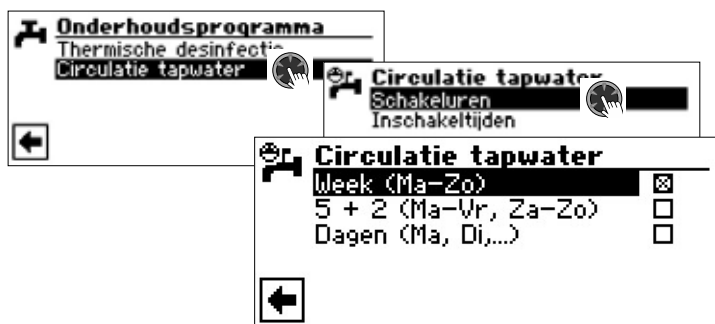 Onderhoudsprogramma
Thermische desinfectie
Circulatie tapwater
Circulatie tapwater
Schakeluren
Inschakeltijden
Circulatie tapwater
Week (Ma-Zo)
5 + 2 (Ma-Vr, Za-Zo)
Dagen (Ma, Di,...)